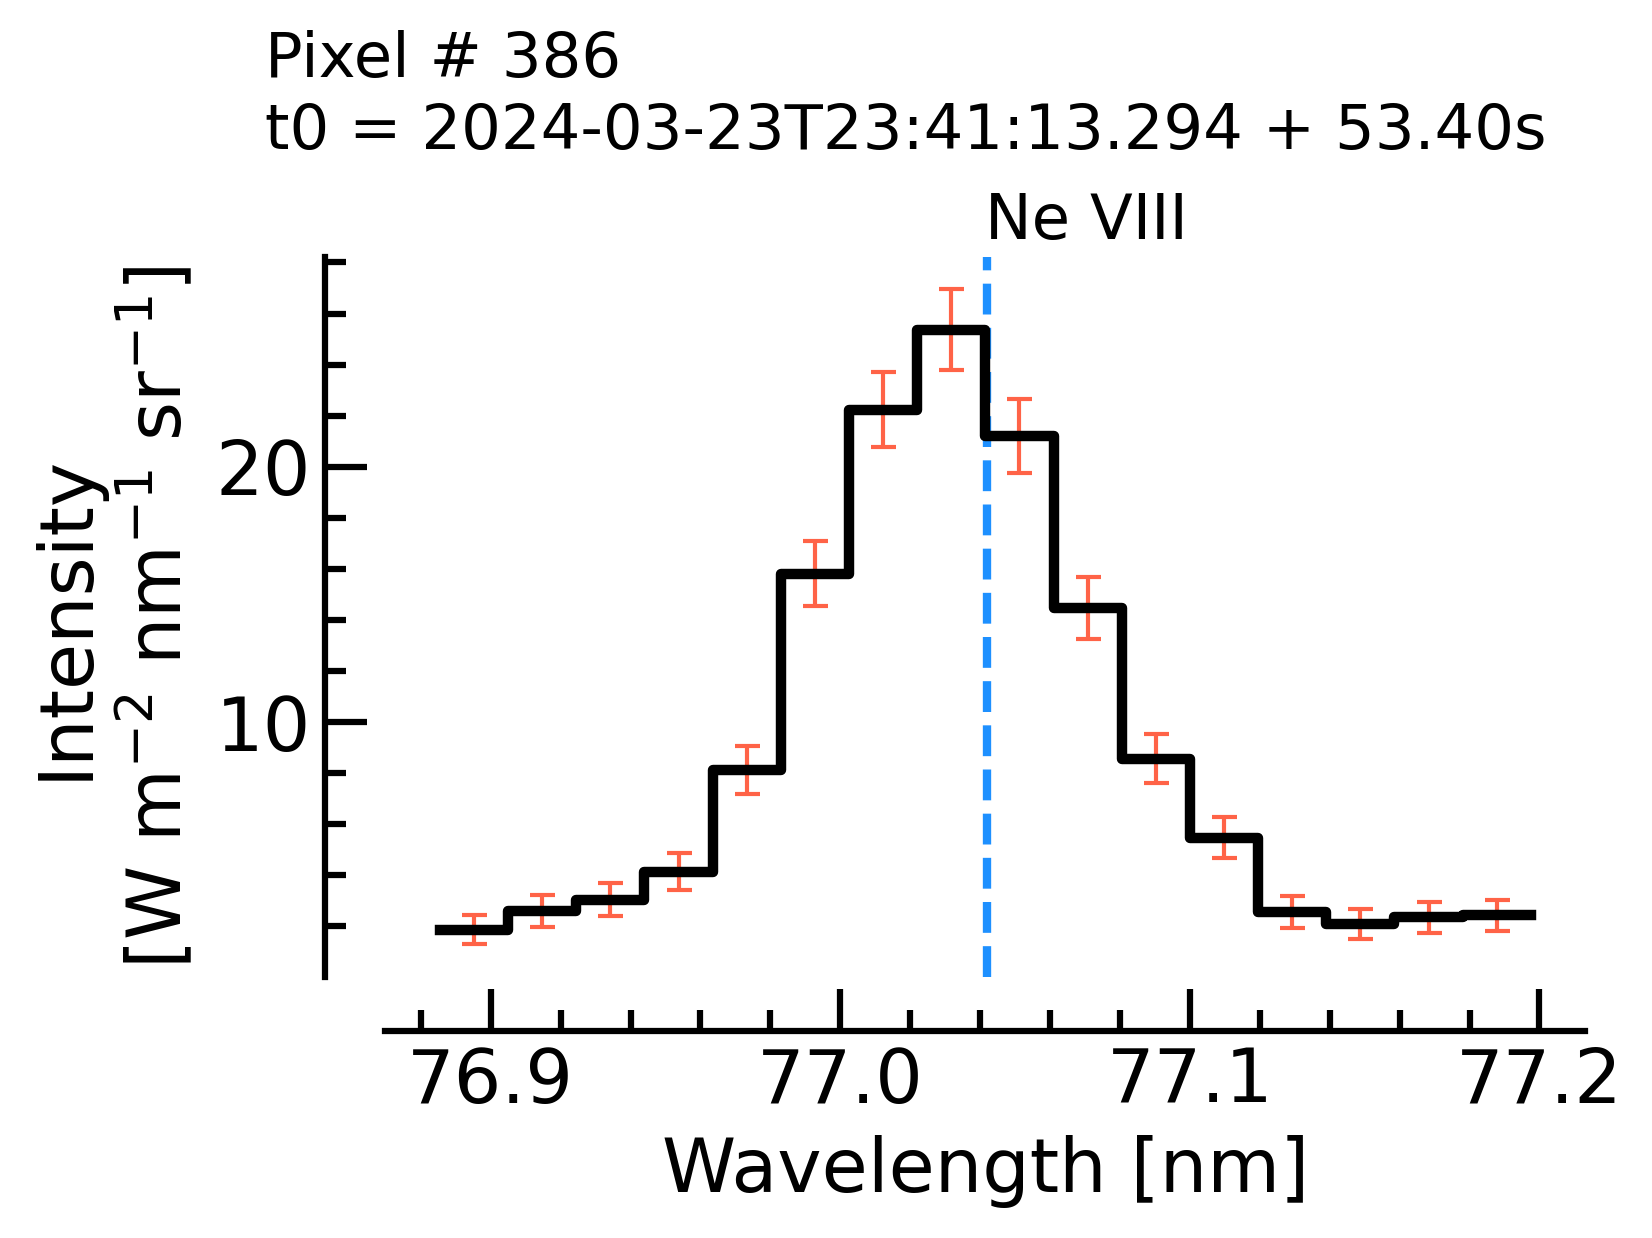 Pixel # 386
t0 = 2024-03-23T23:41:13.294 + 53.40s
Ne VIII
Intensity
[W m⁻² nm⁻¹ sr⁻¹]
20
10
76.9 77.0 77.1 77.2
Wavelength [nm]